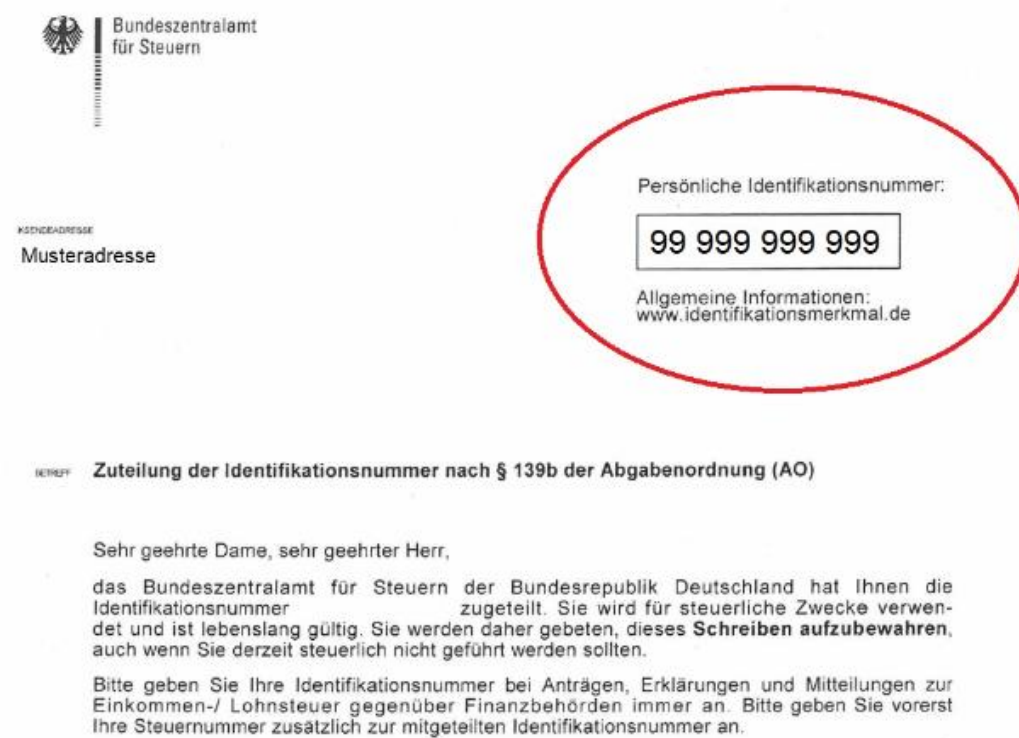 Bundeszentralamt
für Steuern
Persönliche Identifikationsnummer:
99 999 999 999
Allgemeine Informationen:
www.identifikationsmerkmal.de
KSENDEADRESSE
Musteradresse
BETREFF Zuteilung der Identifikationsnummer nach § 139b der Abgabenordnung (AO)
Sehr geehrte Dame, sehr geehrter Herr,
das Bundeszentralamt für Steuern der Bundesrepublik Deutschland hat Ihnen die
Identifikationsnummer zugeteilt. Sie wird für steuerliche Zwecke verwen-
det und ist lebenslang gültig. Sie werden daher gebeten, dieses Schreiben aufzubewahren,
auch wenn Sie derzeit steuerlich nicht geführt werden sollten.
Bitte geben Sie Ihre Identifikationsnummer bei Anträgen, Erklärungen und Mitteilungen zur
Einkommen-/ Lohnsteuer gegenüber Finanzbehörden immer an. Bitte geben Sie vorerst
Ihre Steuernummer zusätzlich zur mitgeteilten Identifikationsnummer an.